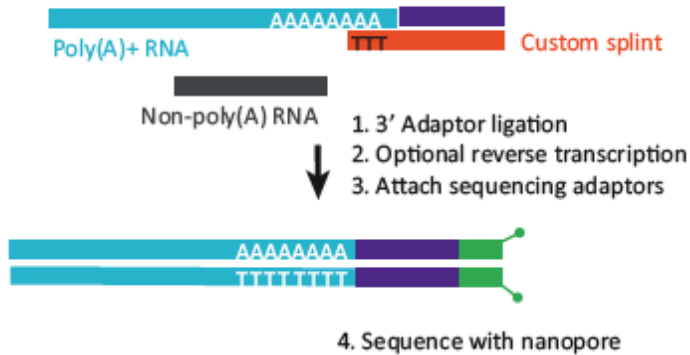 AAAAAAAA
Poly(A)+ RNA
TTT
Custom splint
Non-poly(A) RNA
1. 3' Adaptor ligation
2. Optional reverse transcription
3. Attach sequencing adaptors
AAAAAAAA
TTTTTTTT
4. Sequence with nanopore